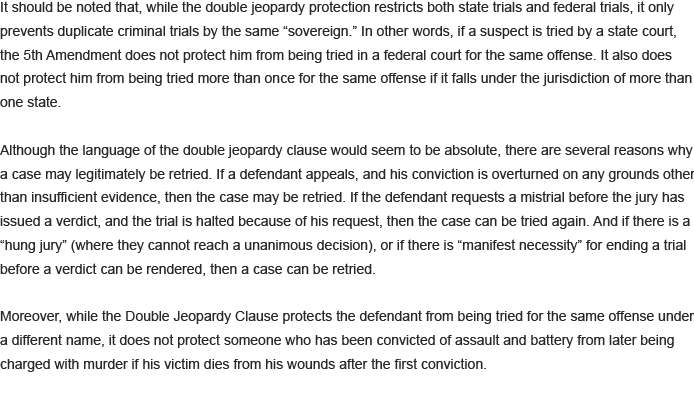 It should be noted that, while the double jeopardy protection restricts both state trials and federal trials, it only
prevents duplicate criminal trials by the same “sovereign.” In other words, if a suspect is tried by a state court,
the 5th Amendment does not protect him from being tried in a federal court for the same offense. It also does
not protect him from being tried more than once for the same offense if it falls under the jurisdiction of more than
one state.
Although the language of the double jeopardy clause would seem to be absolute, there are several reasons why
a case may legitimately be retried. If a defendant appeals, and his conviction is overturned on any grounds other
than insufficient evidence, then the case may be retried. If the defendant requests a mistrial before the jury has
issued a verdict, and the trial is halted because of his request, then the case can be tried again. And if there is a
“hung jury” (where they cannot reach a unanimous decision), or if there is “manifest necessity” for ending a trial
before a verdict can be rendered, then a case can be retried.
Moreover, while the Double Jeopardy Clause protects the defendant from being tried for the same offense under
a different name, it does not protect someone who has been convicted of assault and battery from later being
charged with murder if his victim dies from his wounds after the first conviction.